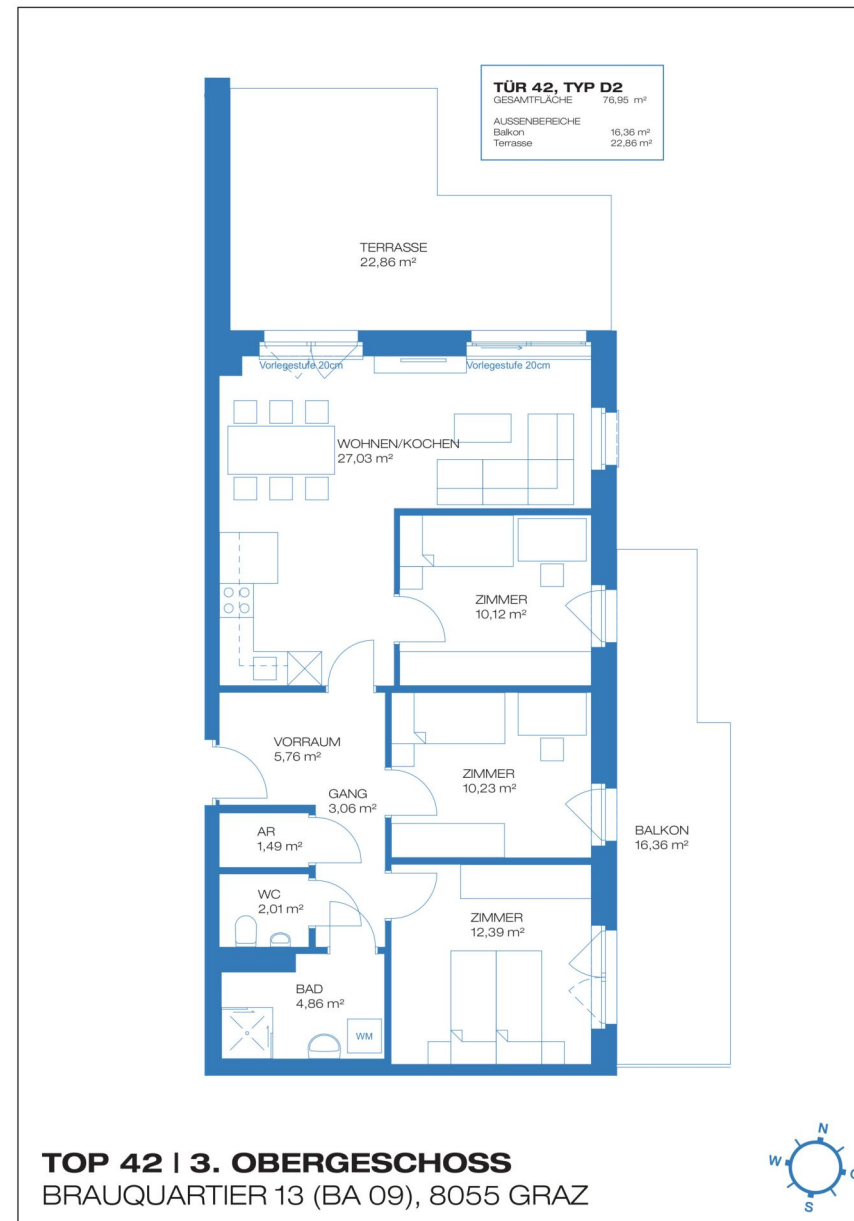 TÜR 42, TYP D2
GESAMTFLÄCHE 76,95 m²
AUSSENBEREICHE
Balkon 16,36 m²
Terrasse 22,86 m²
TERRASSE
22,86 m²
Vorlegestufe 20cm
Vorlegestufe 20cm
WOHNEN/KOCHEN
27,03 m²
ZIMMER
10,12 m²
VORRAUM
5,76 m²
GANG
3,06 m²
ZIMMER
10,23 m²
AR
1,49 m²
BALKON
16,36 m²
WC
2,01 m²
ZIMMER
12,39 m²
BAD
4,86 m²
WM
TOP 42 | 3. OBERGESCHOSS
BRAUQUARTIER 13 (BA 09), 8055 GRAZ
N
W
S